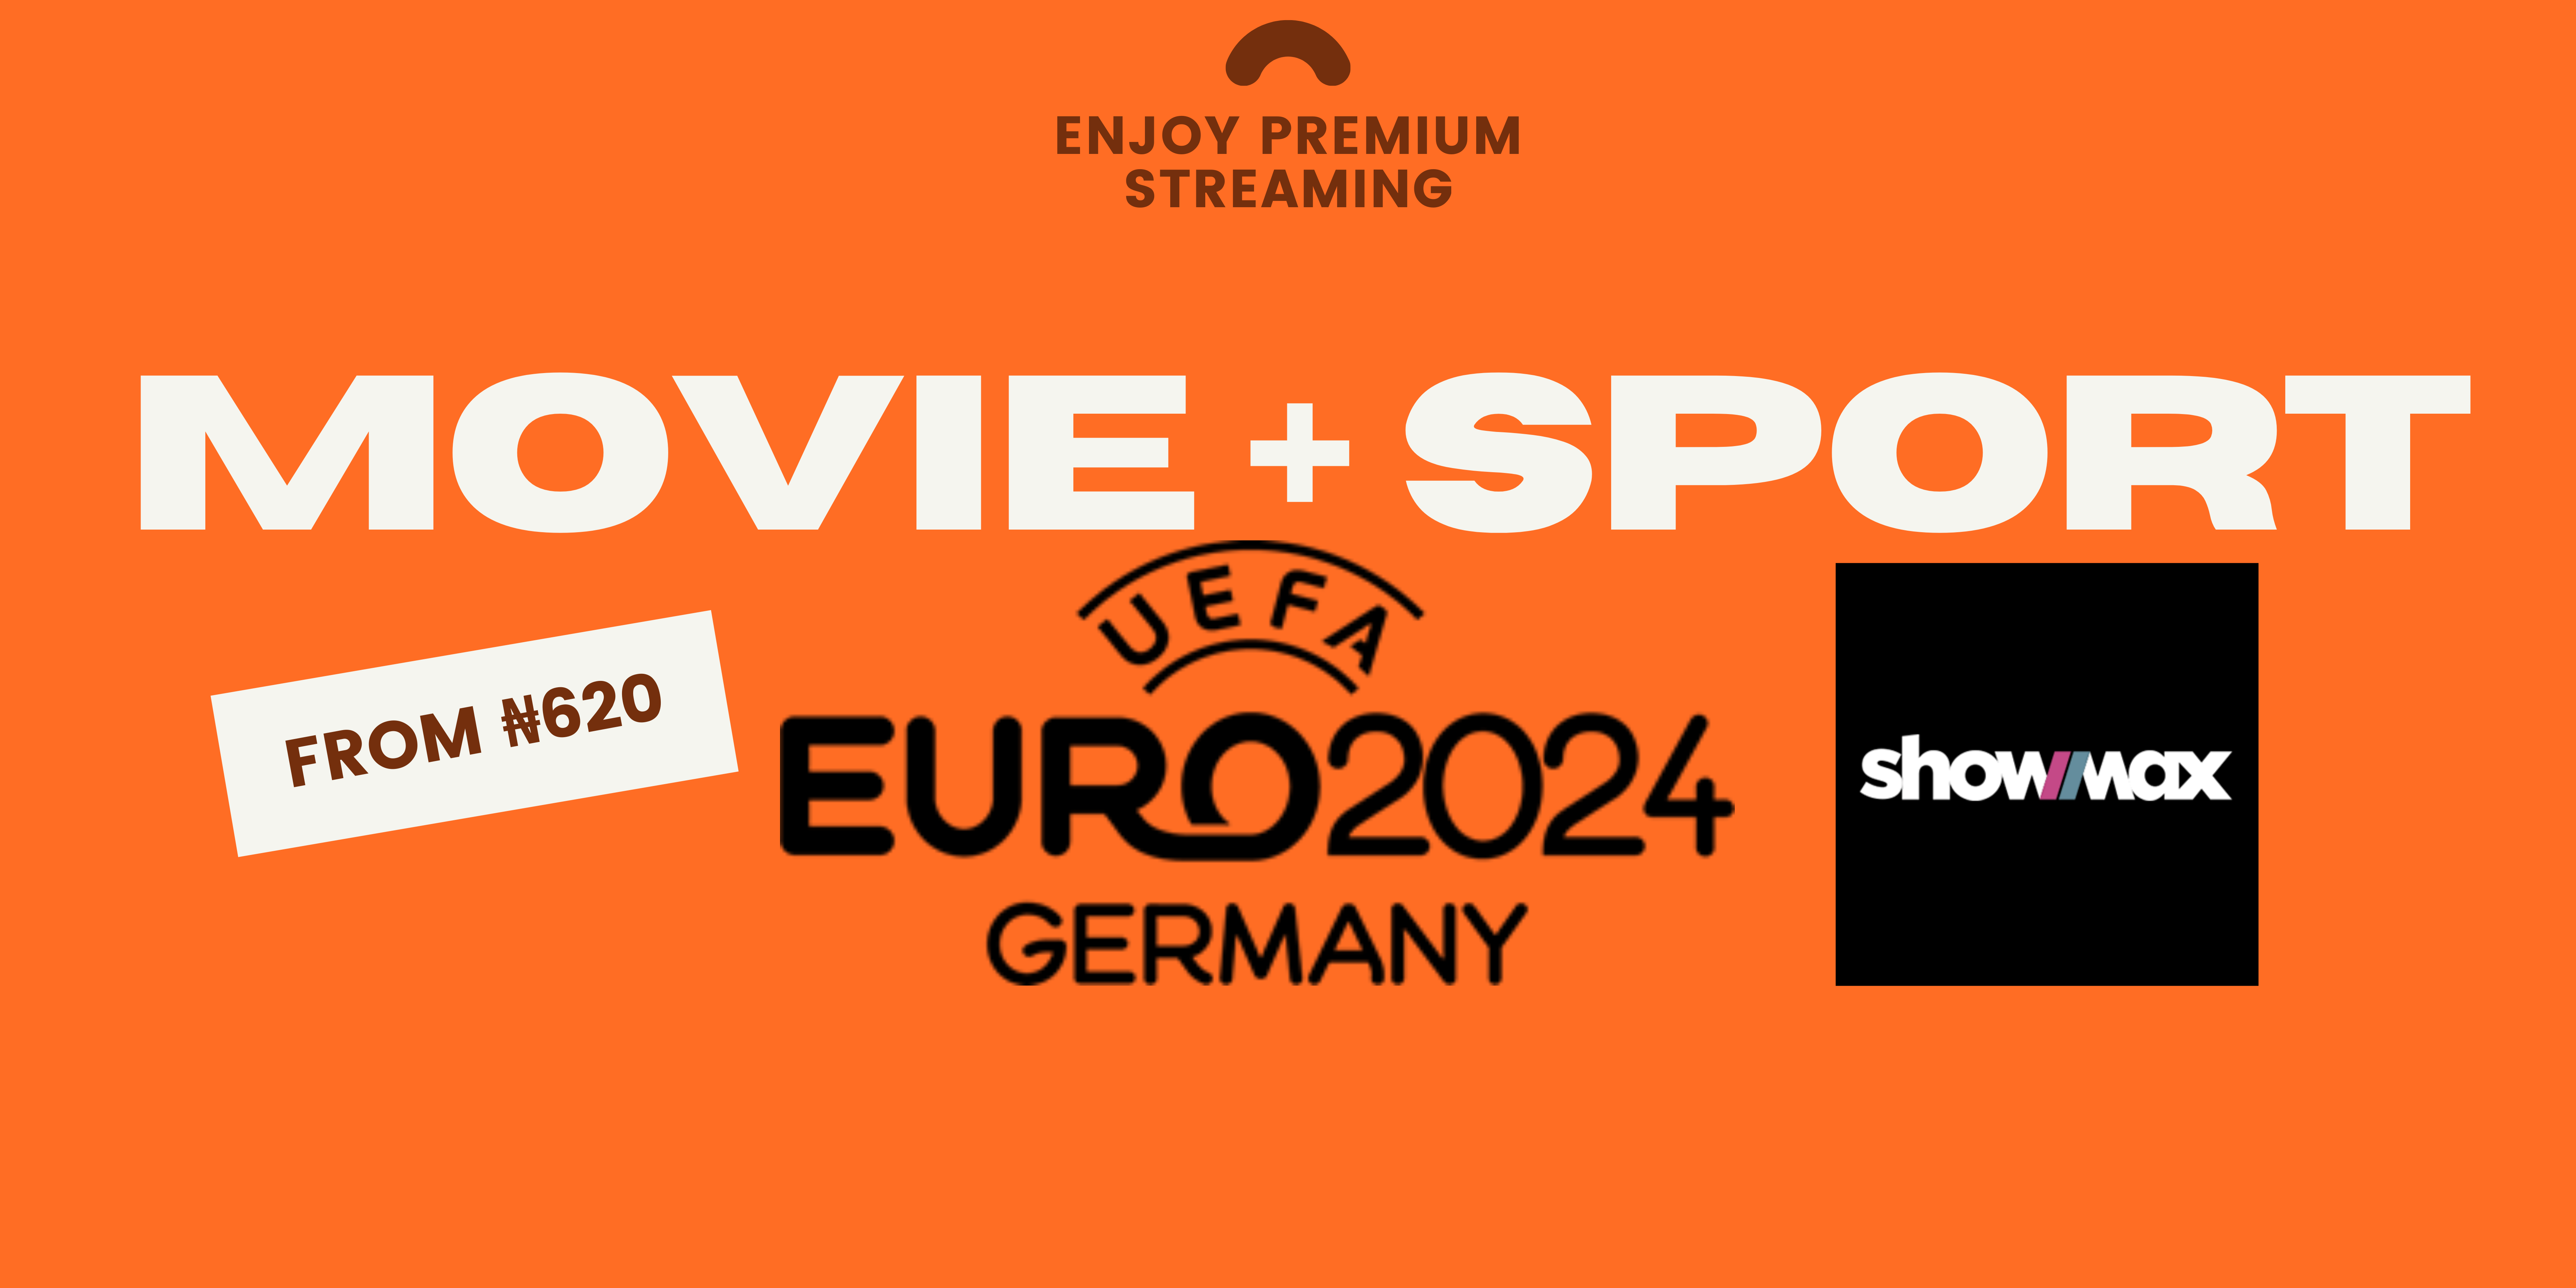 ENJOY PREMIUM
STREAMING
MOVIE + SPORT
FROM ₦620
UEFA
EURO2024
GERMANY
showmax